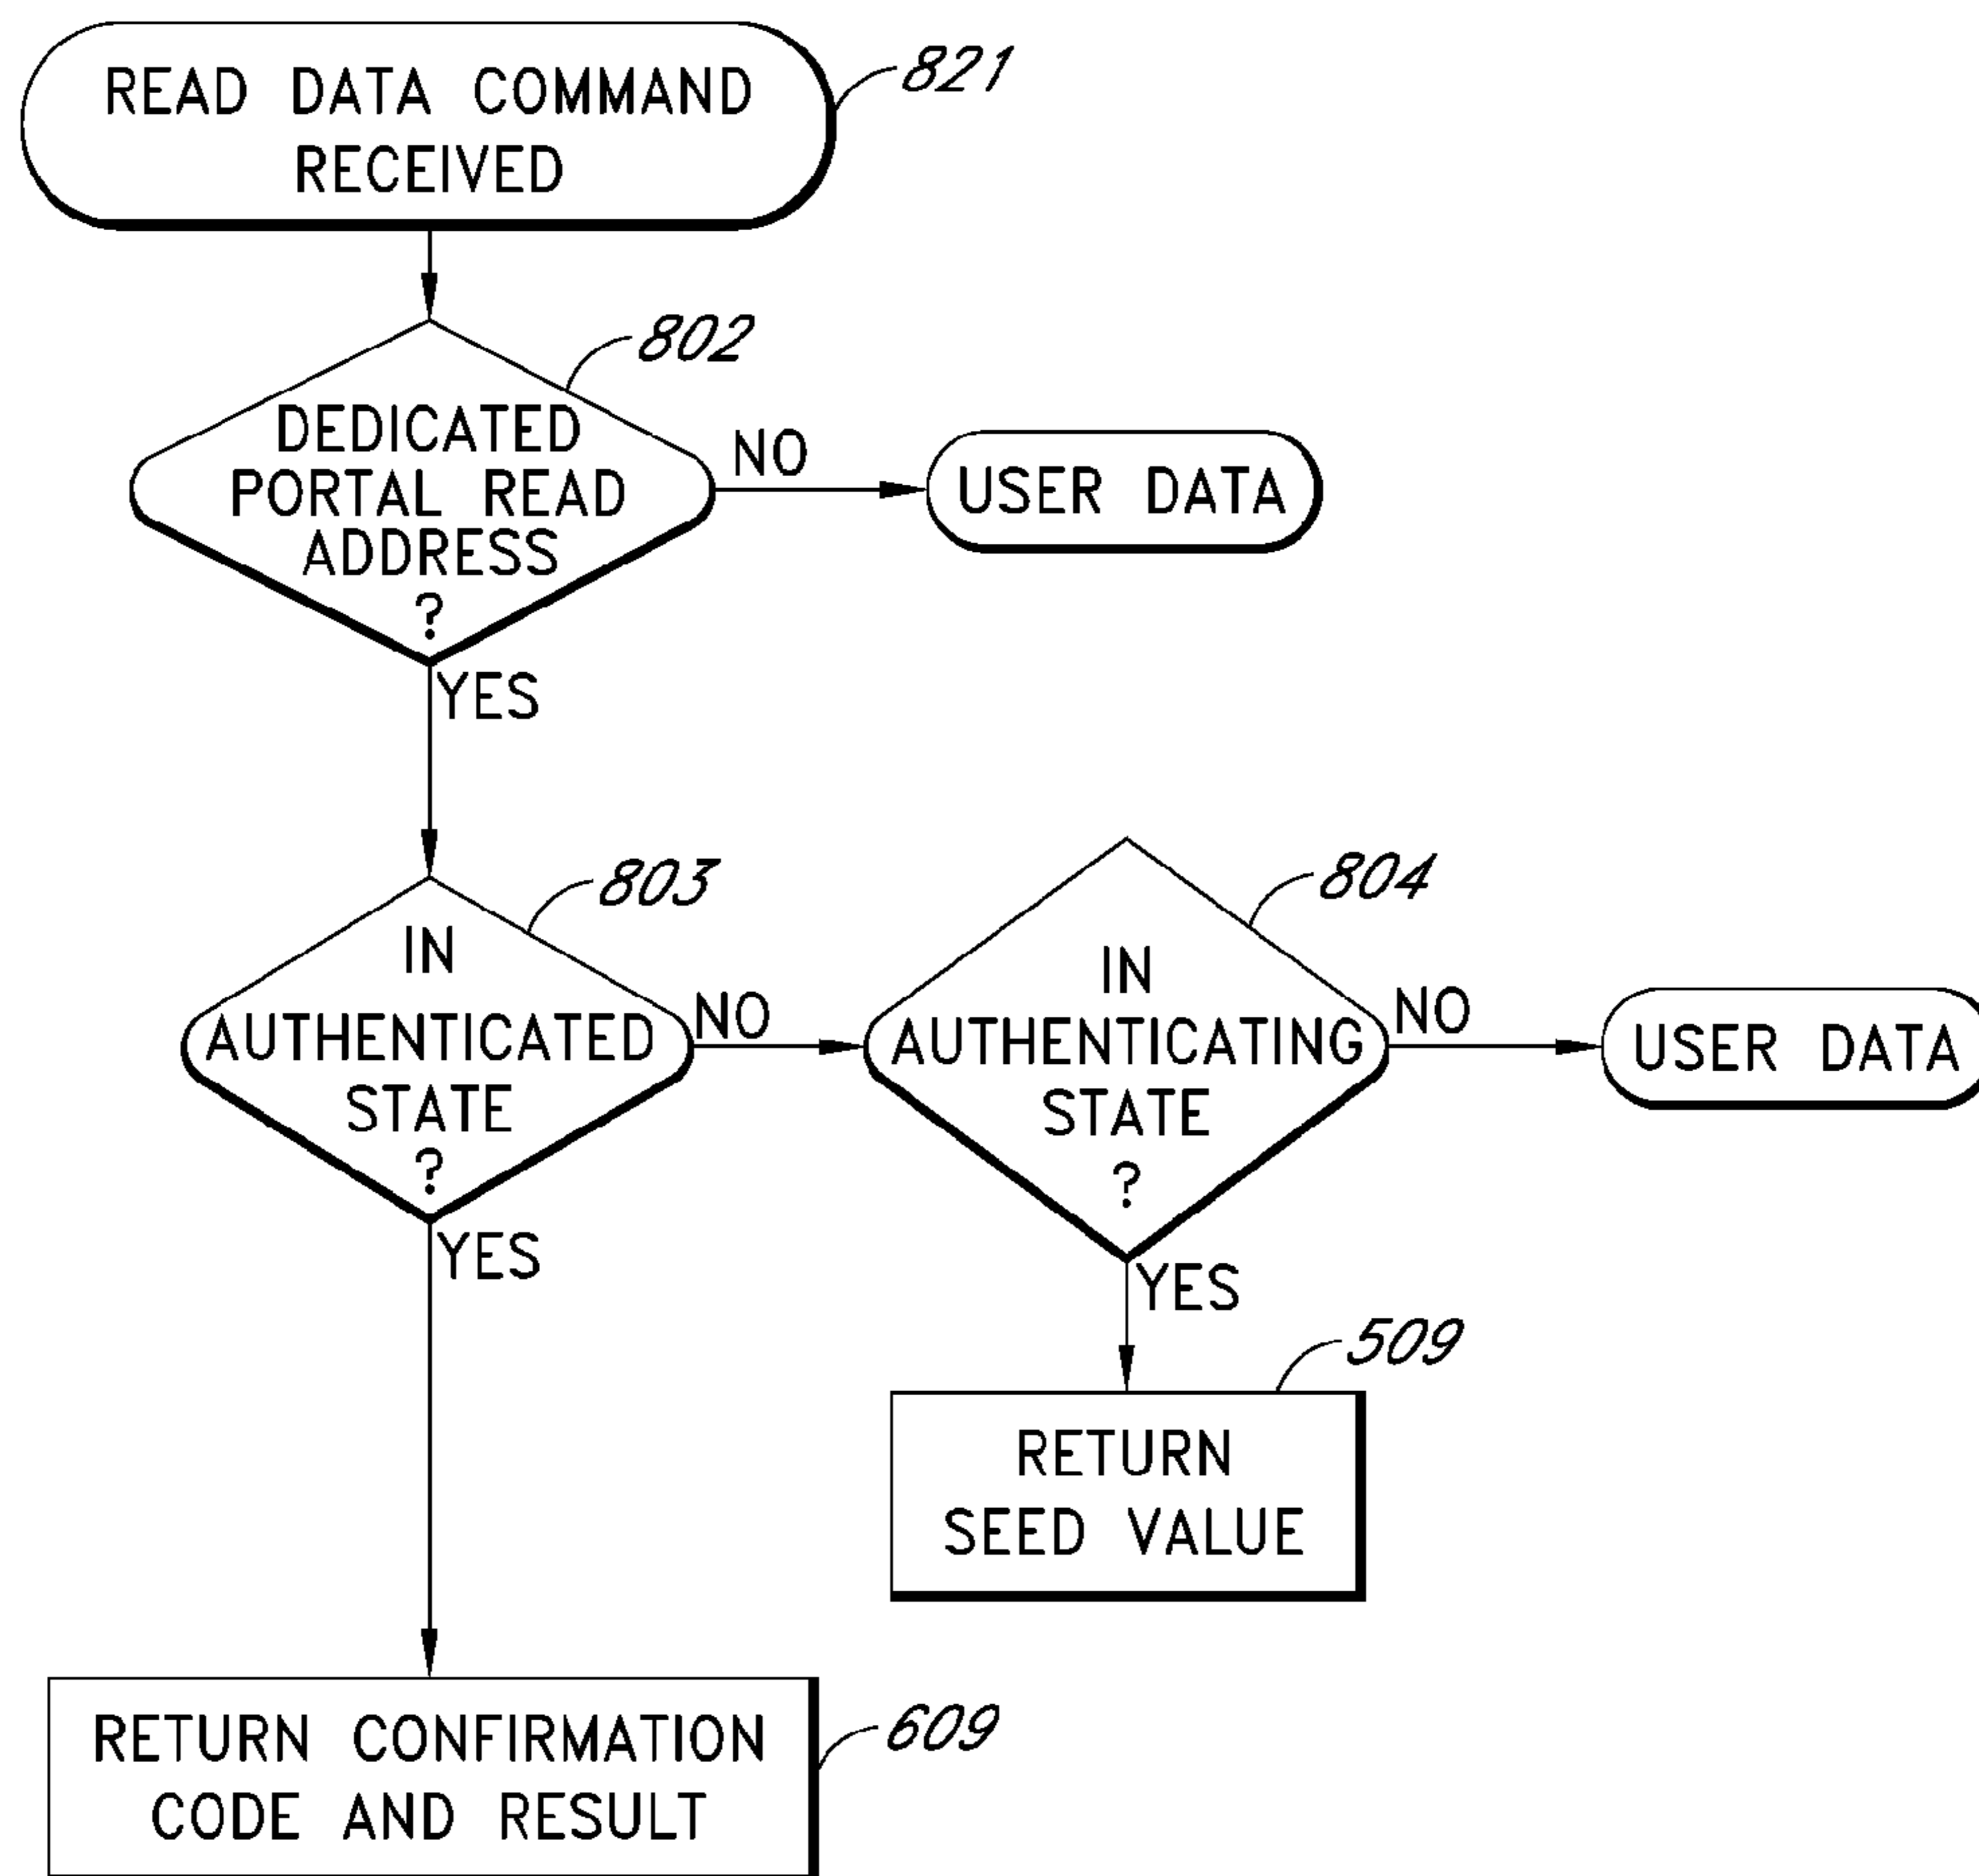 READ DATA COMMAND
RECEIVED
821
802
DEDICATED
PORTAL READ
ADDRESS
?
NO
USER DATA
YES
803
IN
AUTHENTICATED
STATE
?
NO
804
IN
AUTHENTICATING
STATE
?
NO
USER DATA
YES
YES
509
RETURN
SEED VALUE
RETURN CONFIRMATION
CODE AND RESULT
609